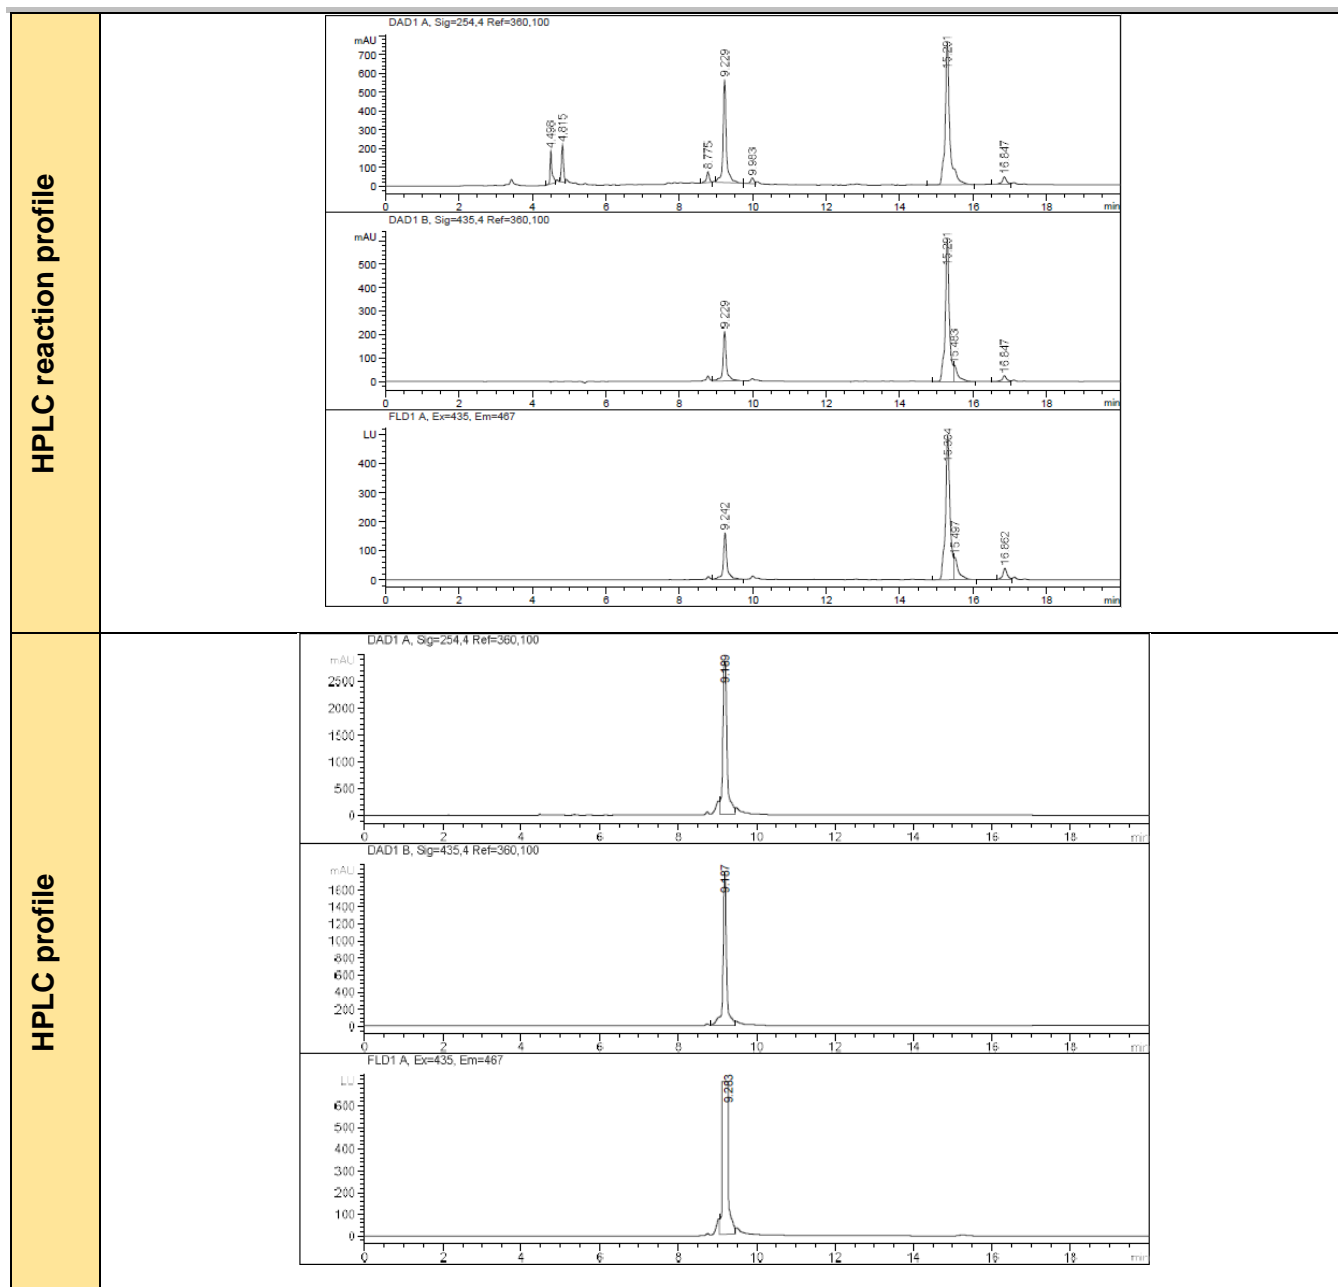 HPLC reaction profile
DAD1 A, Sig=254,4 Ref=360,100
mAU
700
600
500
400
300
200
100
0
4.498
4.815
8.775
9.229
9.983
15.291
16.847
0 2 4 6 8 10 12 14 16 18 min
DAD1 B, Sig=435,4 Ref=360,100
mAU
500
400
300
200
100
0
9.229
15.291
15.483
16.847
0 2 4 6 8 10 12 14 16 18 min
FLD1 A, Ex=435, Em=467
LU
400
300
200
100
0
9.242
15.497
16.862
0 2 4 6 8 10 12 14 16 18 min
HPLC profile
DAD1 A, Sig=254,4 Ref=360,100
mAU
2500
2000
1500
1000
500
0
9.189
0 2 4 6 8 10 12 14 16 18 min
DAD1 B, Sig=435,4 Ref=360,100
mAU
1600
1400
1200
1000
800
600
400
200
0
9.187
0 2 4 6 8 10 12 14 16 18 min
FLD1 A, Ex=435, Em=467
LU
600
500
400
300
200
100
0
9.263
0 2 4 6 8 10 12 14 16 18 min